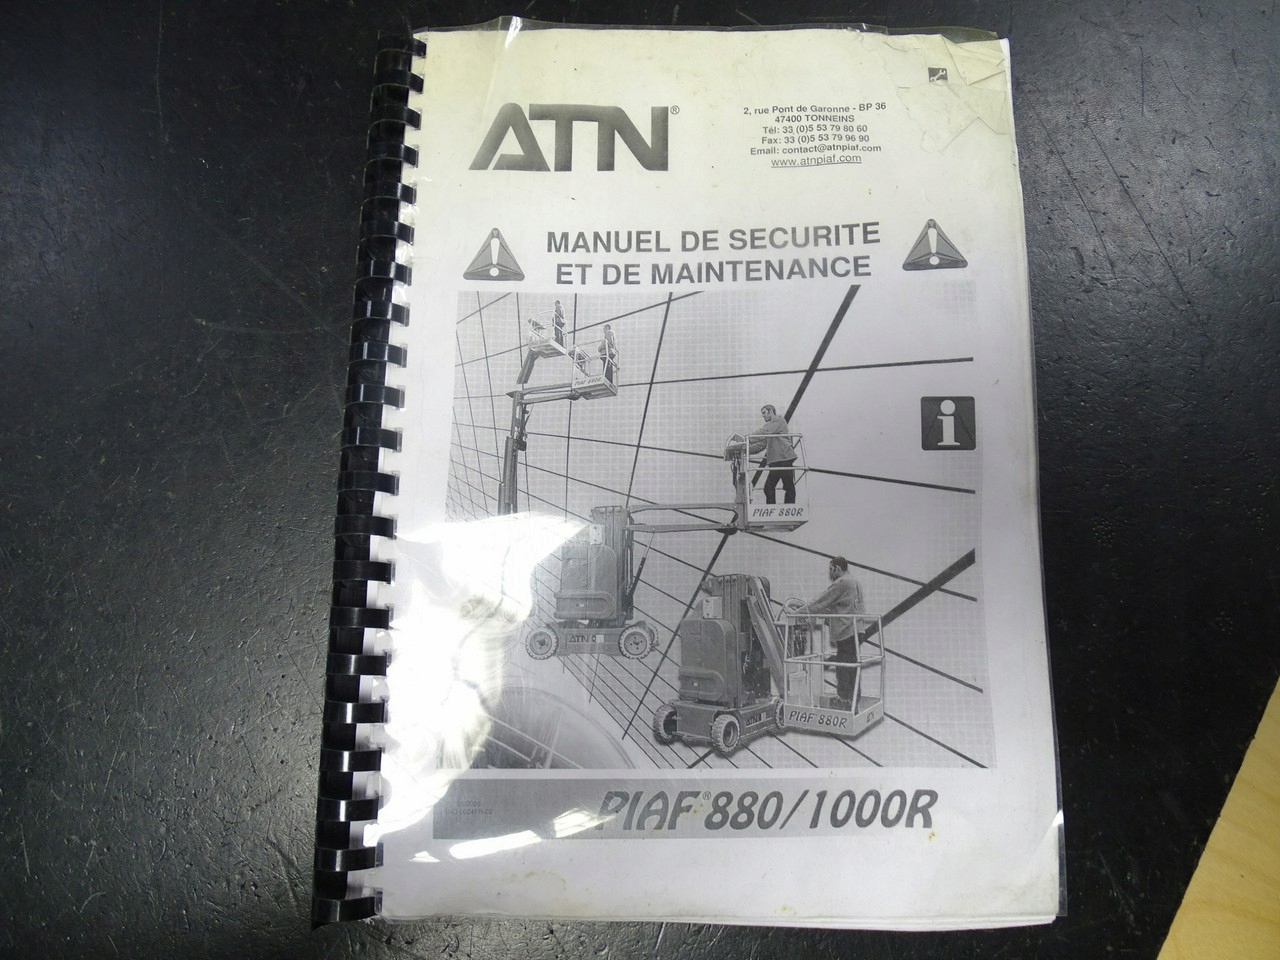 ATN®
2, rue Pont de Garonne - BP 36
47400 TONNEINS
Tél: 33 (0)5 53 79 80 60
Fax: 33 (0)5 53 79 96 90
Email: contact@atnpiaf.com
www.atnpiaf.com
MANUEL DE SECURITE
ET DE MAINTENANCE
PIAF 880R
i
PIAF 880R
ATN
ATN
PIAF 880R
PIAF® 880/1000R